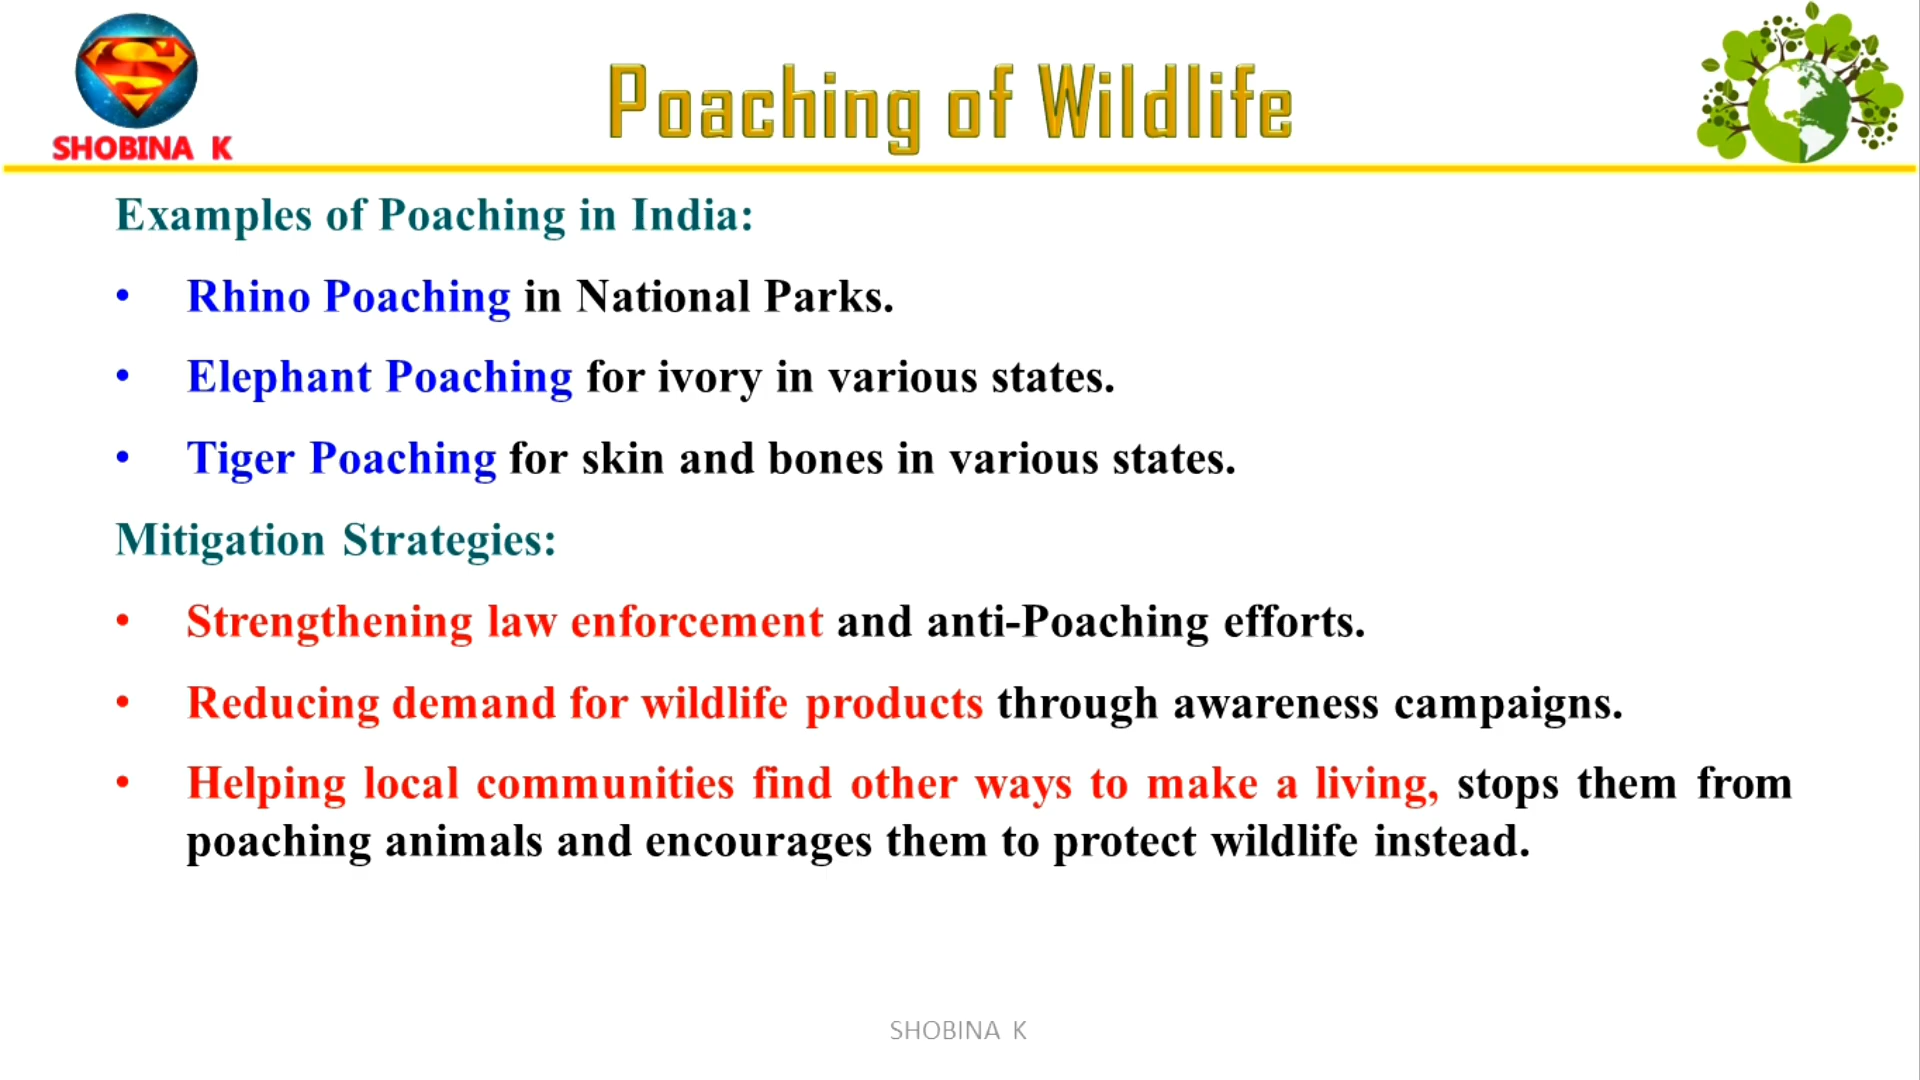 SHOBINA K
Poaching of Wildlife
Examples of Poaching in India:
• Rhino Poaching in National Parks.
• Elephant Poaching for ivory in various states.
• Tiger Poaching for skin and bones in various states.
Mitigation Strategies:
• Strengthening law enforcement and anti-Poaching efforts.
• Reducing demand for wildlife products through awareness campaigns.
• Helping local communities find other ways to make a living, stops them from
poaching animals and encourages them to protect wildlife instead.
SHOBINA K